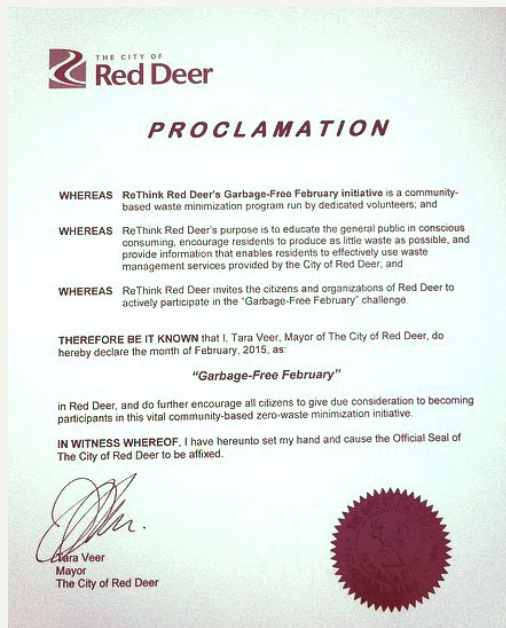 THE CITY OF
Red Deer
PROCLAMATION
WHEREAS ReThink Red Deer's Garbage-Free February initiative is a community-
based waste minimization program run by dedicated volunteers; and
WHEREAS ReThink Red Deer's purpose is to educate the general public in conscious
consuming, encourage residents to produce as little waste as possible, and
provide information that enables residents to effectively use waste
management services provided by the City of Red Deer; and
WHEREAS ReThink Red Deer invites the citizens and organizations of Red Deer to
actively participate in the "Garbage-Free February" challenge.
THEREFORE BE IT KNOWN that I, Tara Veer, Mayor of The City of Red Deer, do
hereby declare the month of February, 2015, as:
"Garbage-Free February"
in Red Deer, and do further encourage all citizens to give due consideration to becoming
participants in this vital community-based zero-waste minimization initiative.
IN WITNESS WHEREOF, I have hereunto set my hand and cause the Official Seal of
The City of Red Deer to be affixed.
Tara Veer
Mayor
The City of Red Deer